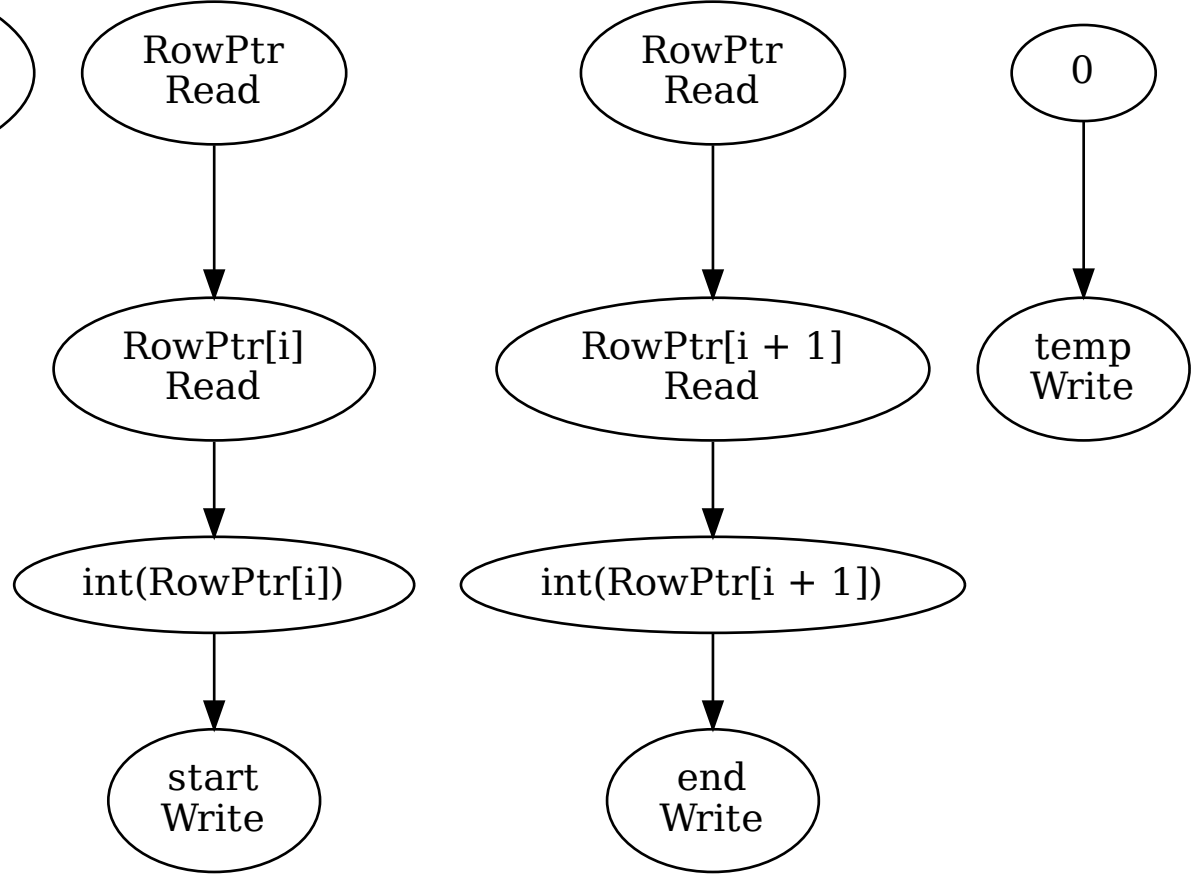 RowPtr
Read
RowPtr
Read
0
RowPtr[i]
Read
RowPtr[i + 1]
Read
temp
Write
int(RowPtr[i])
int(RowPtr[i + 1])
start
Write
end
Write